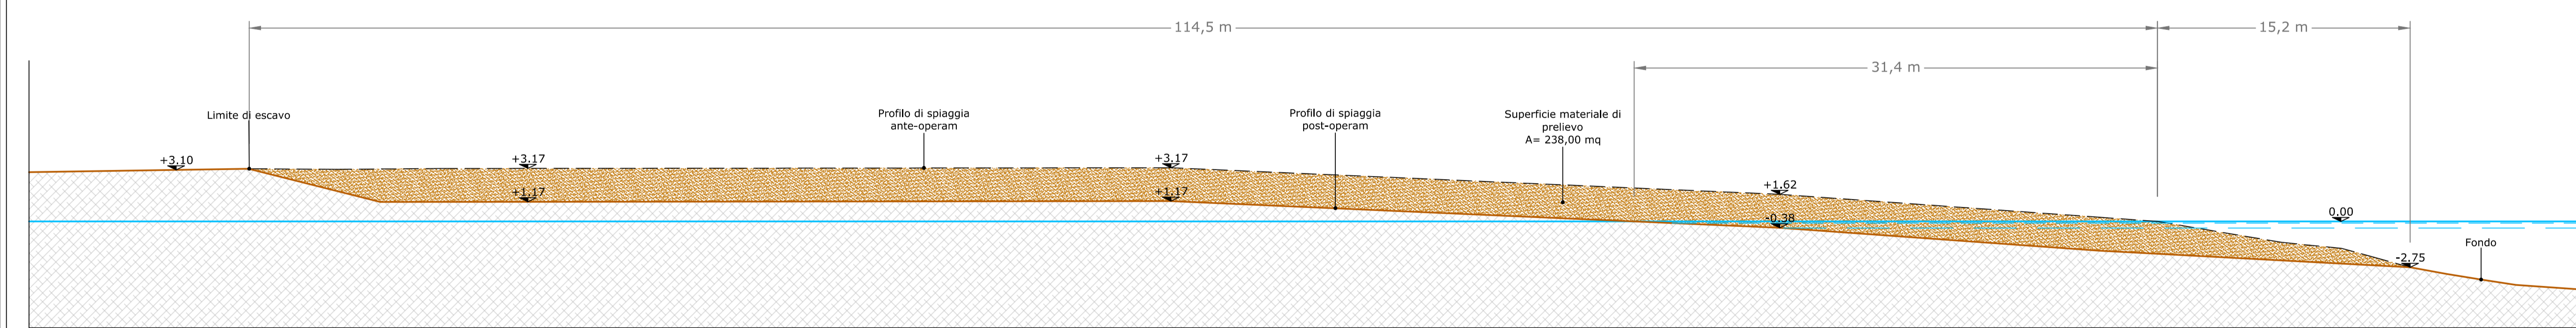 114,5 m
15,2 m
31,4 m
Limite di escavo
Profilo di spiaggia
ante-operam
Profilo di spiaggia
post-operam
Superficie materiale di
prelievo
A= 238,00 mq
+3.10
+3.17
+3.17
+1.62
+1.17
+1.17
-0.38
0.00
Fondo
-2.75